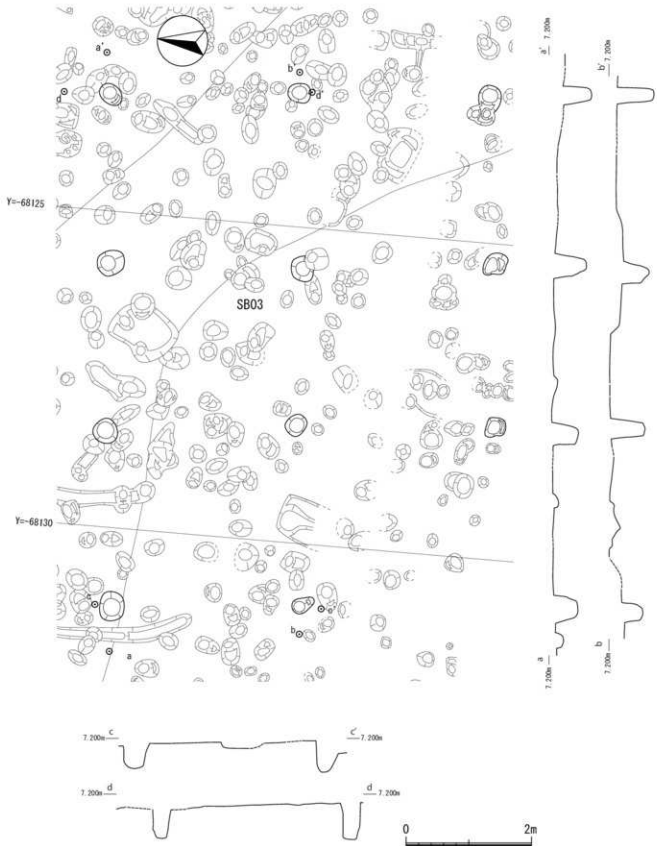 a'
b'
d
d'
Y=-68125
SB03
Y=-68130
c
c'
b
a
7.200m
a'
7.200m
b'
a
7.200m
b
7.200m
7.200m c
c' 7.200m
7.200m d
d 7.200m
0 2m